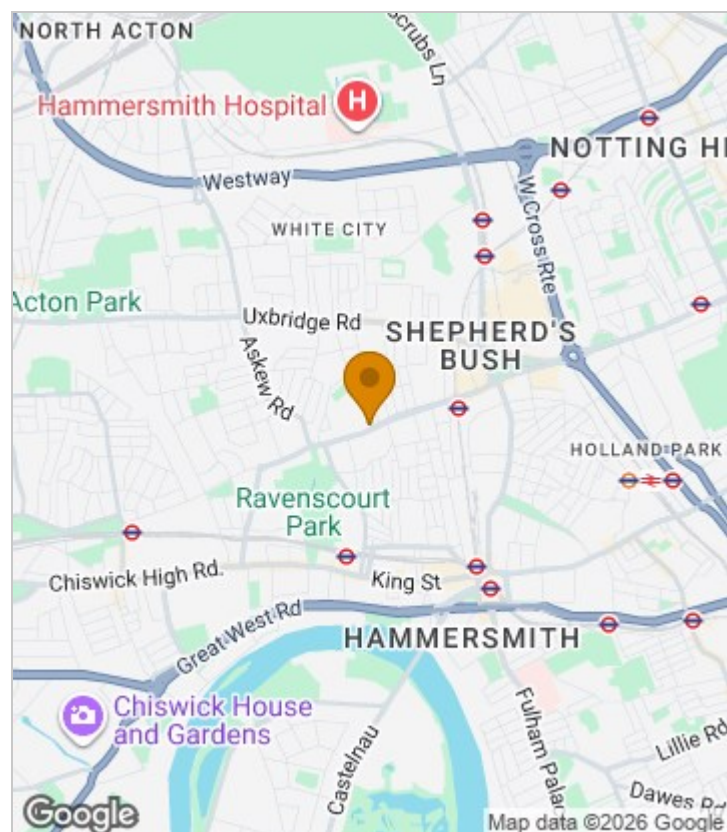 NORTH ACTON
Scrubs Ln
Hammersmith Hospital
H
NOTTING HI
Westway
W Cross Rte
WHITE CITY
Acton Park
Uxbridge Rd
SHEPHERD'S
BUSH
Askew Rd
HOLLAND PARK
Ravenscourt
Park
Chiswick High Rd.
King St
Great West Rd
HAMMERSMITH
Chiswick House
and Gardens
Castelnau
Fulham Palac
Lillie Rd
Dawes Rd
Google
Map data ©2026 Google